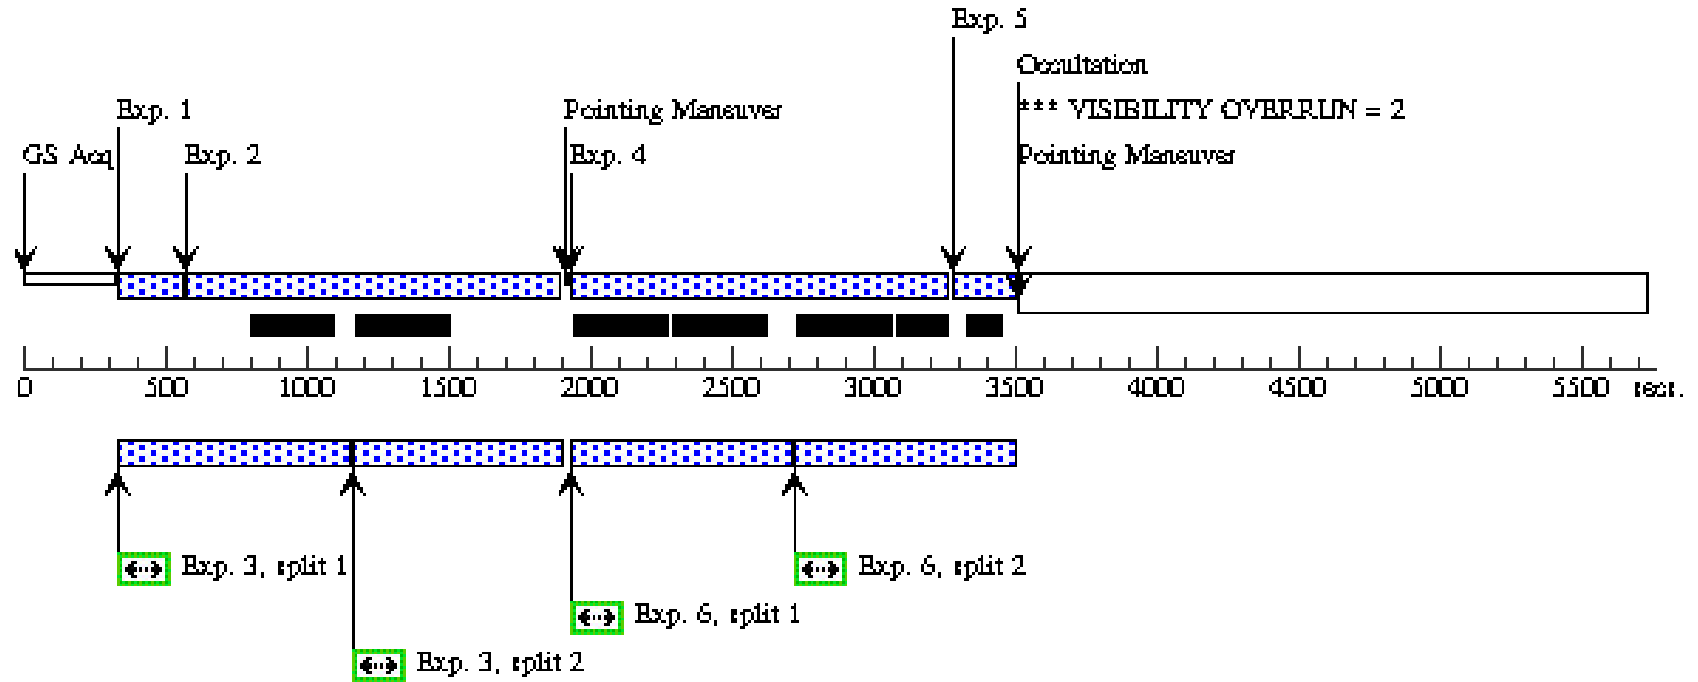 Exp. 5
Occultation
Exp. 1
Pointing Maneuver
*** VISIBILITY OVERRUN = 2
GS Acq
Exp. 2
Exp. 4
Pointing Maneuver
0 500 1000 1500 2000 2500 3000 3500 4000 4500 5000 5500 secs.
Exp. 3, split 1
Exp. 6, split 2
Exp. 6, split 1
Exp. 3, split 2